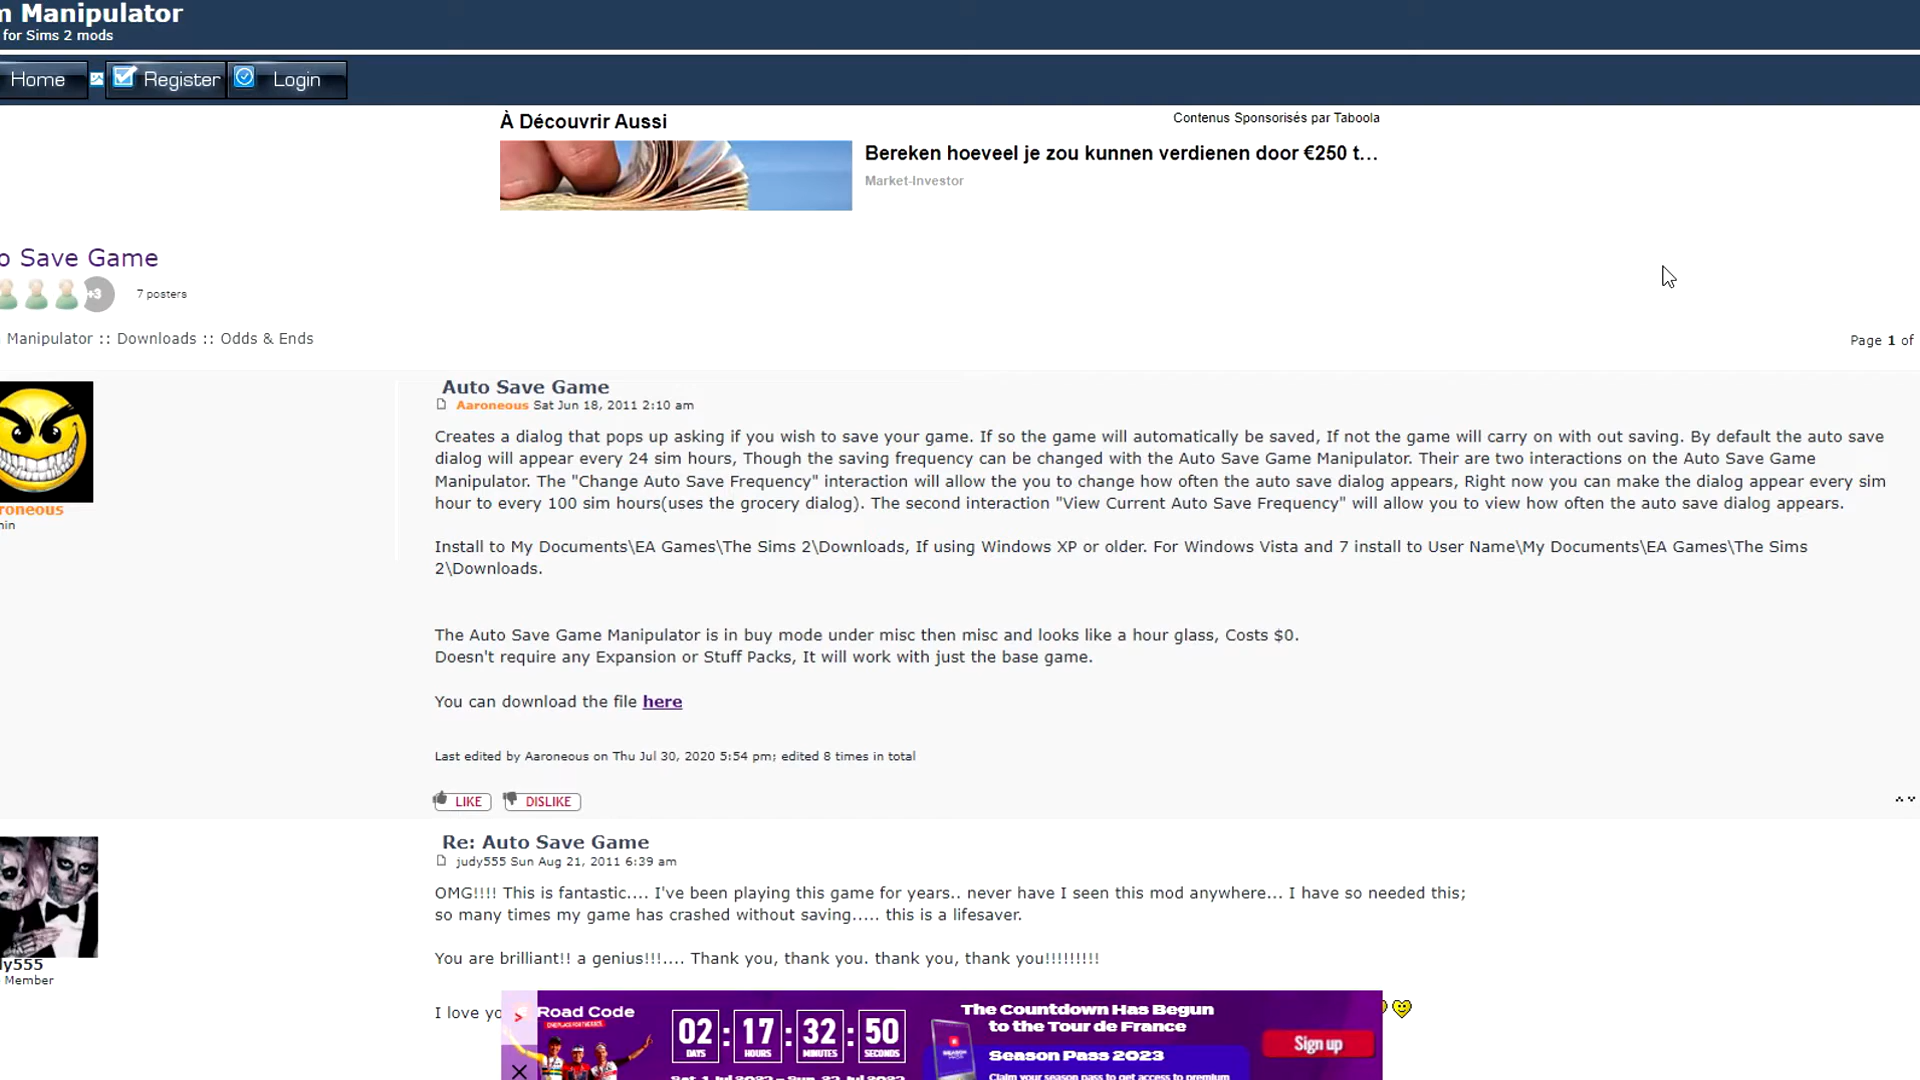 n Manipulator
for Sims 2 mods
Home
Register
Login
À Découvrir Aussi
Contenus Sponsorisés par Taboola
Bereken hoeveel je zou kunnen verdienen door €250 t...
Market-Investor
o Save Game
+3
7 posters
Manipulator :: Downloads :: Odds & Ends
Page 1 of
Auto Save Game
Aaroneous Sat Jun 18, 2011 2:10 am
Creates a dialog that pops up asking if you wish to save your game. If so the game will automatically be saved, If not the game will carry on with out saving. By default the auto save
dialog will appear every 24 sim hours, Though the saving frequency can be changed with the Auto Save Game Manipulator. Their are two interactions on the Auto Save Game
Manipulator. The "Change Auto Save Frequency" interaction will allow the you to change how often the auto save dialog appears, Right now you can make the dialog appear every sim
hour to every 100 sim hours(uses the grocery dialog). The second interaction "View Current Auto Save Frequency" will allow you to view how often the auto save dialog appears.
roneous
min
Install to My Documents\EA Games\The Sims 2\Downloads, If using Windows XP or older. For Windows Vista and 7 install to User Name\My Documents\EA Games\The Sims
2\Downloads.
The Auto Save Game Manipulator is in buy mode under misc then misc and looks like a hour glass, Costs $0.
Doesn't require any Expansion or Stuff Packs, It will work with just the base game.
You can download the file here
Last edited by Aaroneous on Thu Jul 30, 2020 5:54 pm; edited 8 times in total
LIKE
DISLIKE
Re: Auto Save Game
judy555 Sun Aug 21, 2011 6:39 am
OMG!!!! This is fantastic.... I've been playing this game for years.. never have I seen this mod anywhere... I have so needed this;
so many times my game has crashed without saving..... this is a lifesaver.
You are brilliant!! a genius!!!.... Thank you, thank you. thank you, thank you!!!!!!!!!
dy555
Member
I love yo
Road Code
02 : 17 : 32 : 50
DAYS HOURS MINUTES SECONDS
The Countdown Has Begun
to the Tour de France
Season Pass 2023
Claim your season pass to get access to premium
Sign up